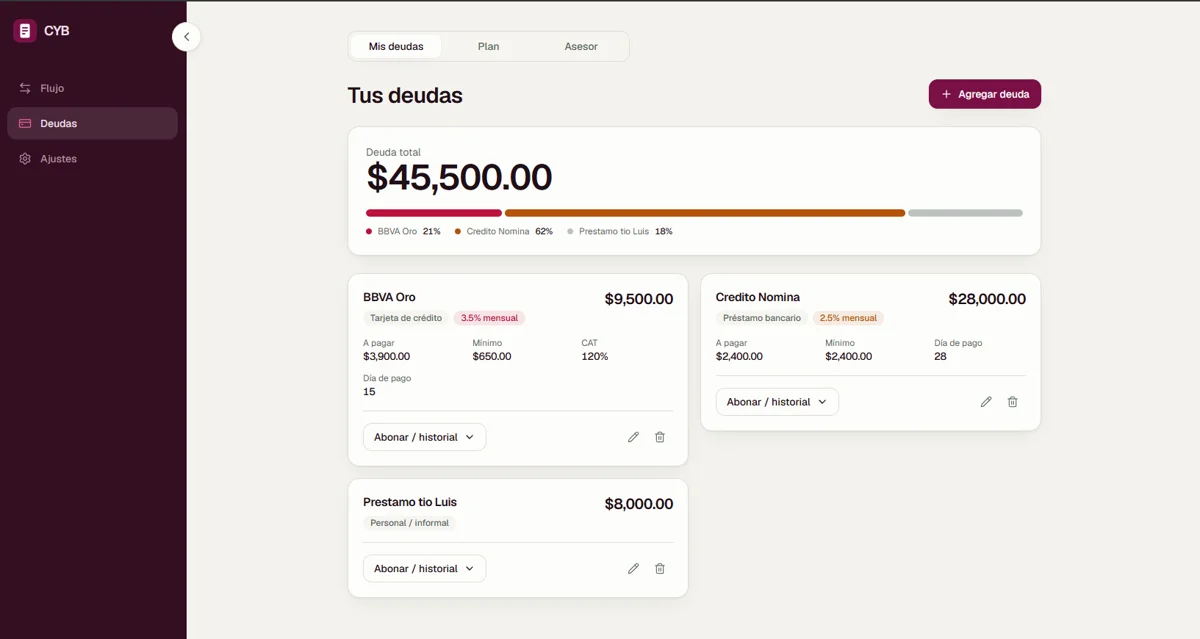 CYB
Flujo
Deudas
Ajustes
Mis deudas Plan Asesor
Tus deudas
+ Agregar deuda
Deuda total
$45,500.00
BBVA Oro 21% Credito Nomina 62% Prestamo tio Luis 18%
BBVA Oro $9,500.00
Tarjeta de crédito 3.5% mensual
A pagar Mínimo CAT
$3,900.00 $650.00 120%
Día de pago
15
Abonar / historial
Credito Nomina $28,000.00
Préstamo bancario 2.5% mensual
A pagar Mínimo Día de pago
$2,400.00 $2,400.00 28
Abonar / historial
Prestamo tio Luis $8,000.00
Personal / informal
Abonar / historial